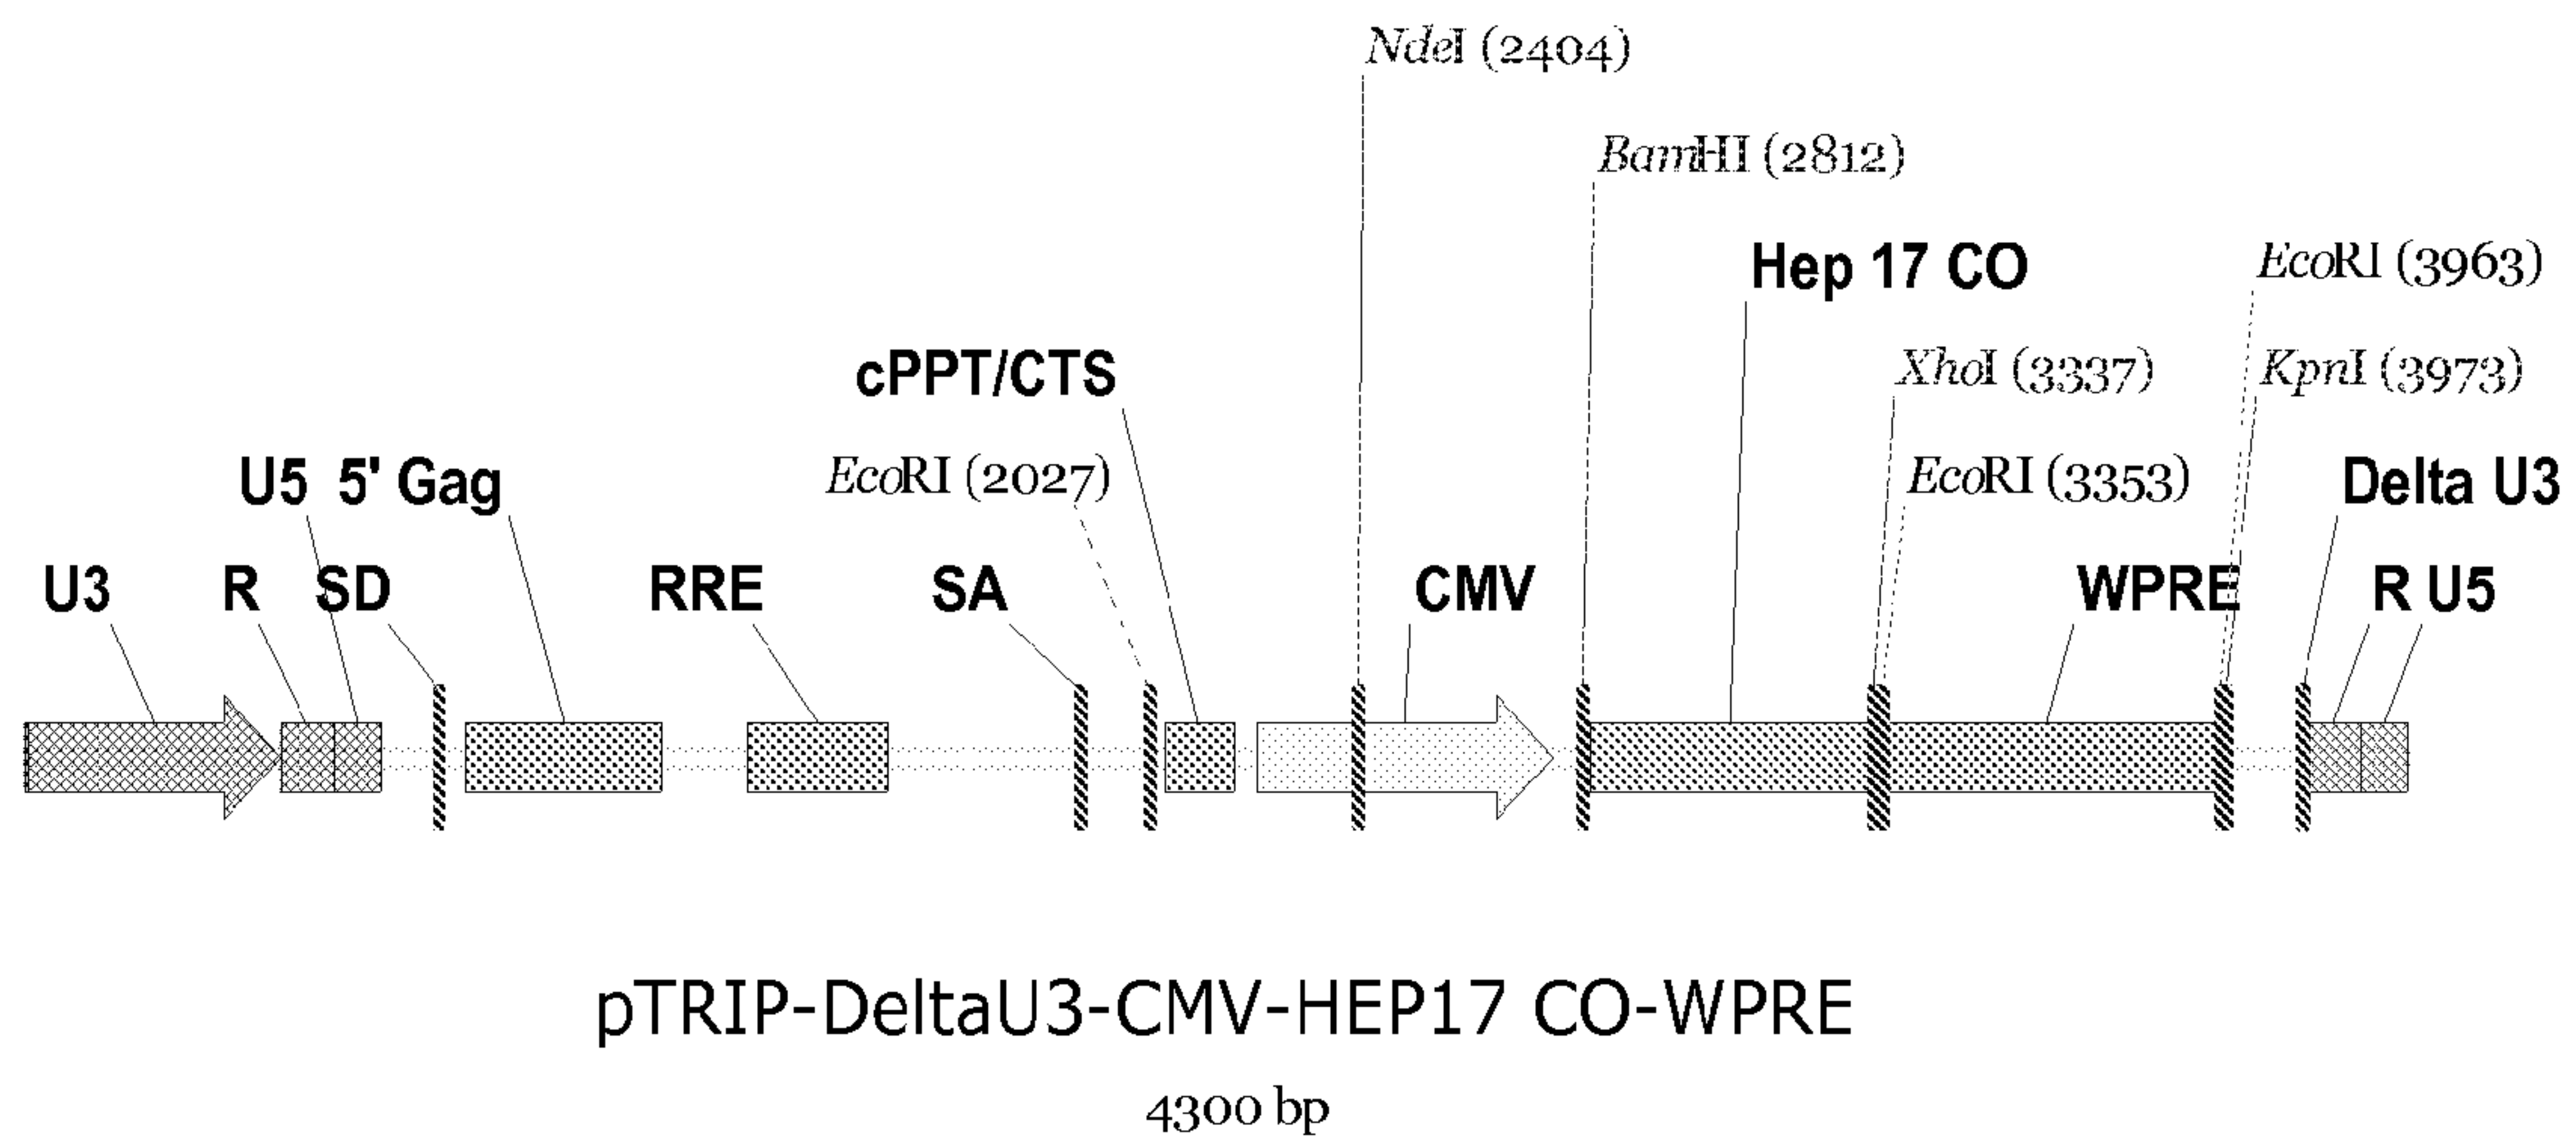 NdeI (2404)
BamHI (2812)
Hep 17 CO
EcoRI (3963)
cPPT/CTS
XhoI (3337)
KpnI (3973)
U5 5' Gag
EcoRI (2027)
EcoRI (3353)
Delta U3
U3
R
SD
RRE
SA
CMV
WPRE
R U5
pTRIP-DeltaU3-CMV-HEP17 CO-WPRE
4300 bp